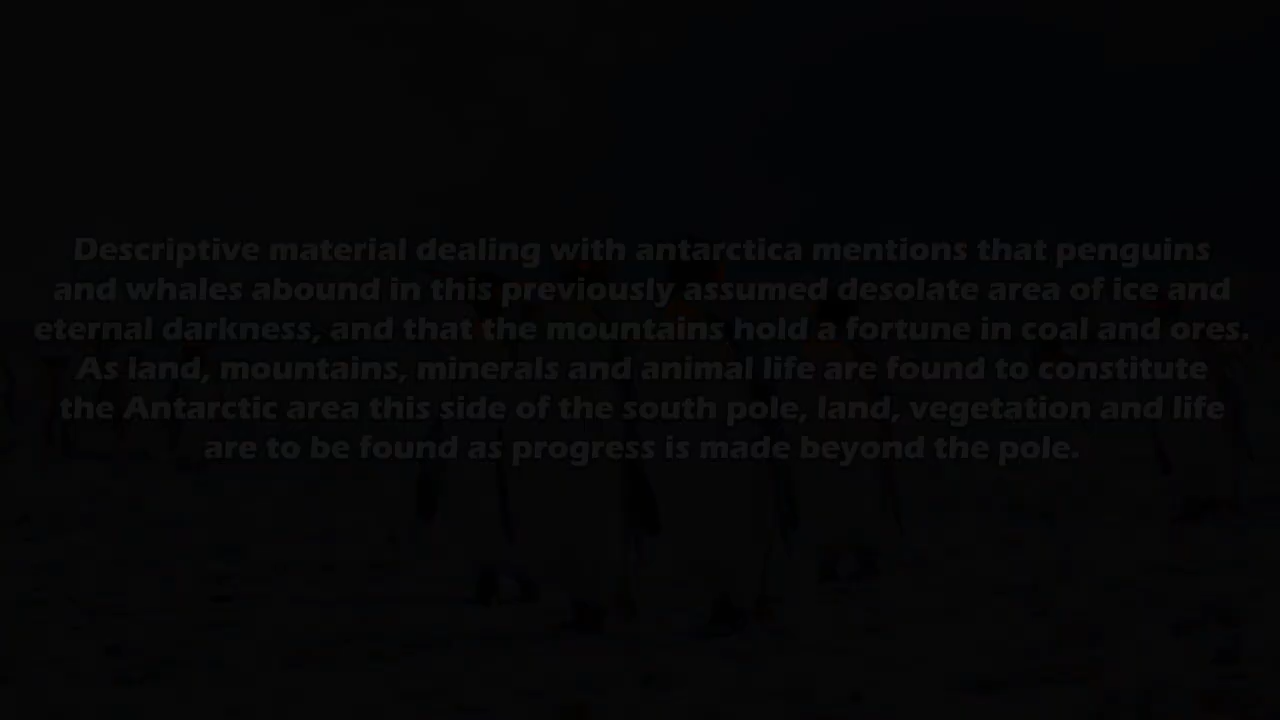 Descriptive material dealing with antarctica mentions that penguins
and whales abound in this previously assumed desolate area of ice and
eternal darkness, and that the mountains hold a fortune in coal and ores.
As land, mountains, minerals and animal life are found to constitute
the Antarctic area this side of the south pole, land, vegetation and life
are to be found as progress is made beyond the pole.